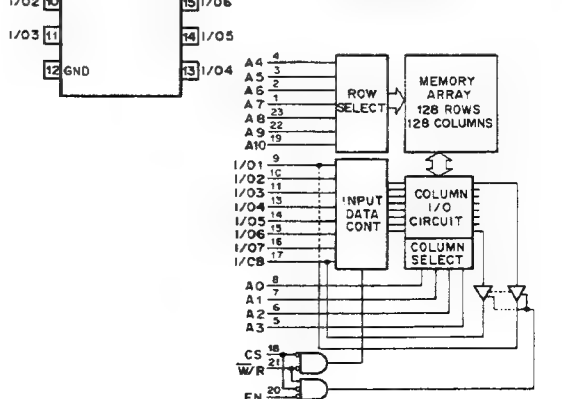 I/O2 10
15 I/O6
I/O3 11
14 I/O5
12 GND
13 I/O4
A4 4
A5 3
A6 2
A7 1
A8 23
A9 22
A10 19
ROW
SELECT
MEMORY
ARRAY
128 ROWS
128 COLUMNS
I/O1 9
I/O2 10
I/O3 11
I/O4 13
I/O5 14
I/O6 15
I/O7 16
I/O8 17
INPUT
DATA
CONT
COLUMN
I/O
CIRCUIT
COLUMN
SELECT
A0 8
A1 7
A2 6
A3 5
CS 18
W/R 21
EN 20